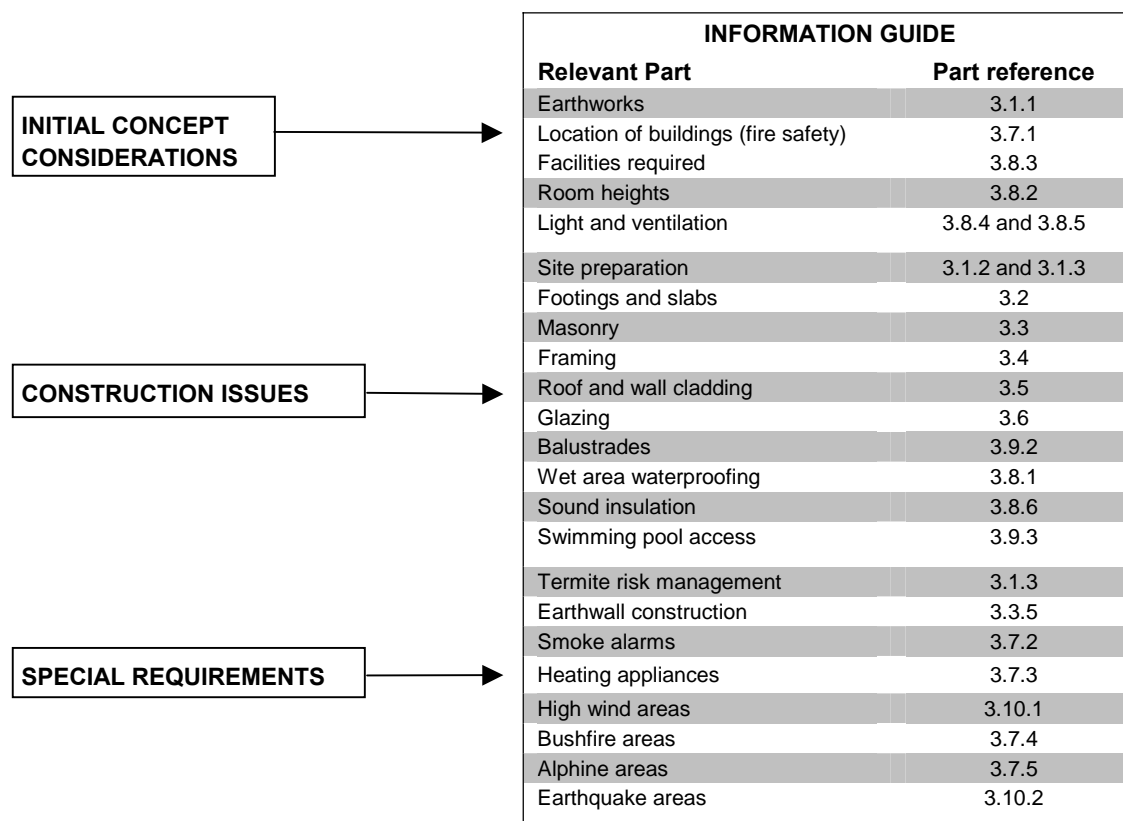 INFORMATION GUIDE
Relevant Part Part reference
INITIAL CONCEPT
CONSIDERATIONS
Earthworks 3.1.1
Location of buildings (fire safety) 3.7.1
Facilities required 3.8.3
Room heights 3.8.2
Light and ventilation 3.8.4 and 3.8.5
CONSTRUCTION ISSUES
Site preparation 3.1.2 and 3.1.3
Footings and slabs 3.2
Masonry 3.3
Framing 3.4
Roof and wall cladding 3.5
Glazing 3.6
Balustrades 3.9.2
Wet area waterproofing 3.8.1
Sound insulation 3.8.6
Swimming pool access 3.9.3
SPECIAL REQUIREMENTS
Termite risk management 3.1.3
Earthwall construction 3.3.5
Smoke alarms 3.7.2
Heating appliances 3.7.3
High wind areas 3.10.1
Bushfire areas 3.7.4
Alphine areas 3.7.5
Earthquake areas 3.10.2